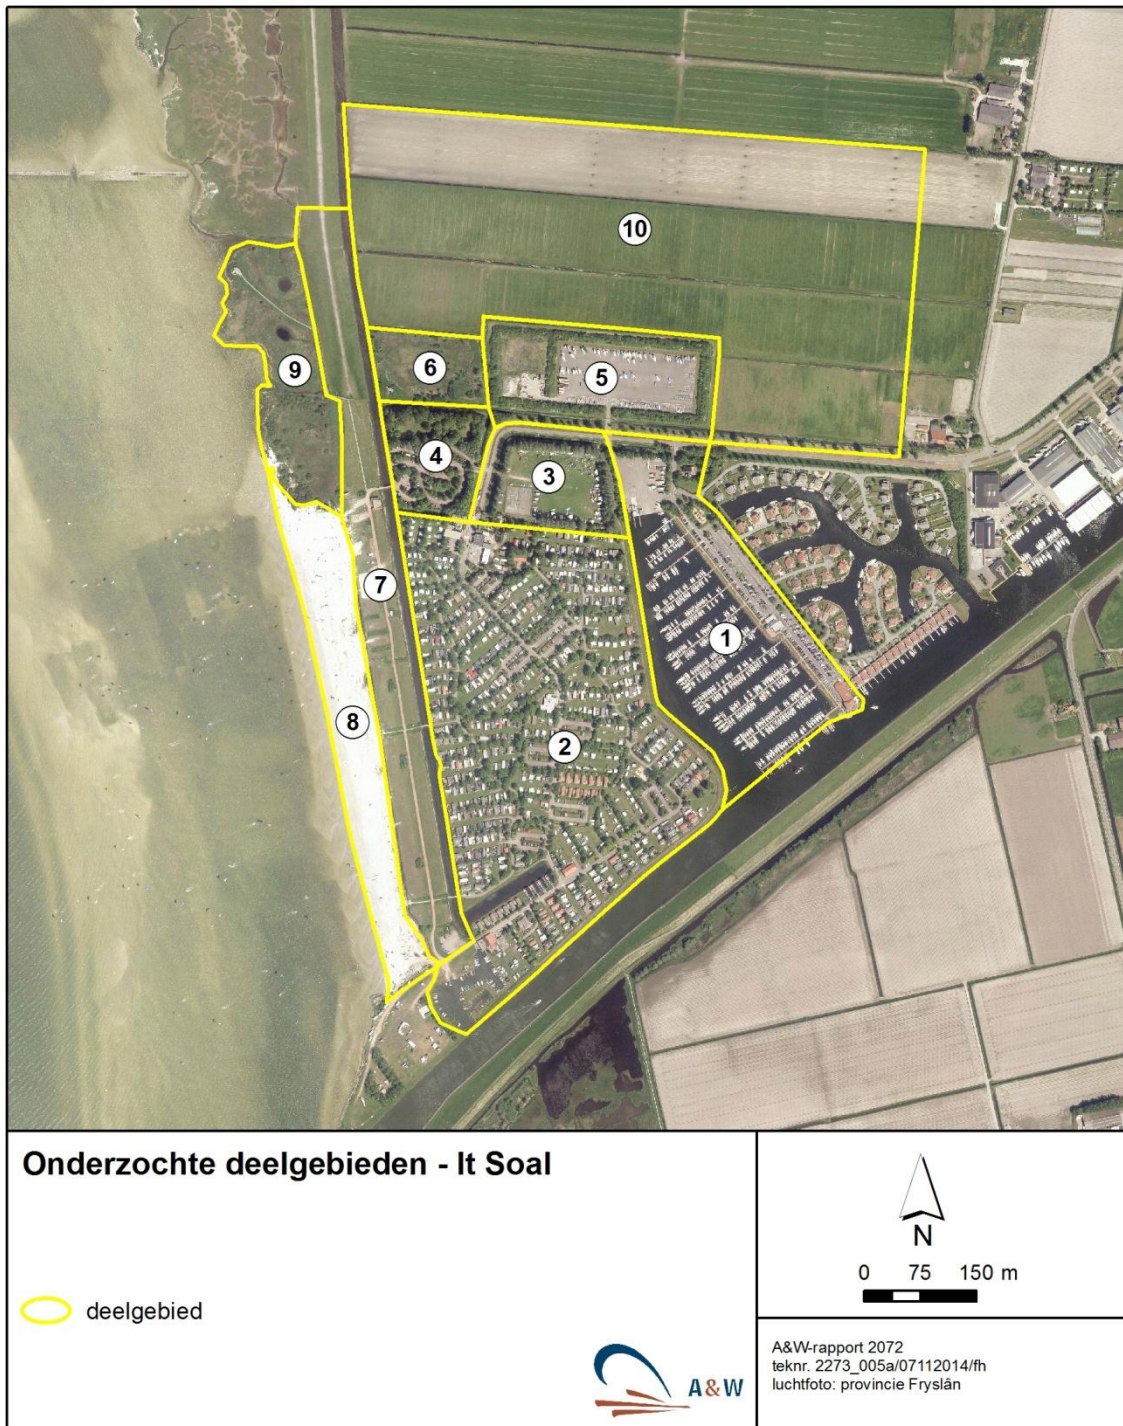 10
9
6
5
4
3
7
1
8
2
Onderzochte deelgebieden - It Soal
deelgebied
A&W
N
0 75 150 m
A&W-rapport 2072
teknr. 2273_005a/07112014/fh
luchtfoto: provincie Fryslân